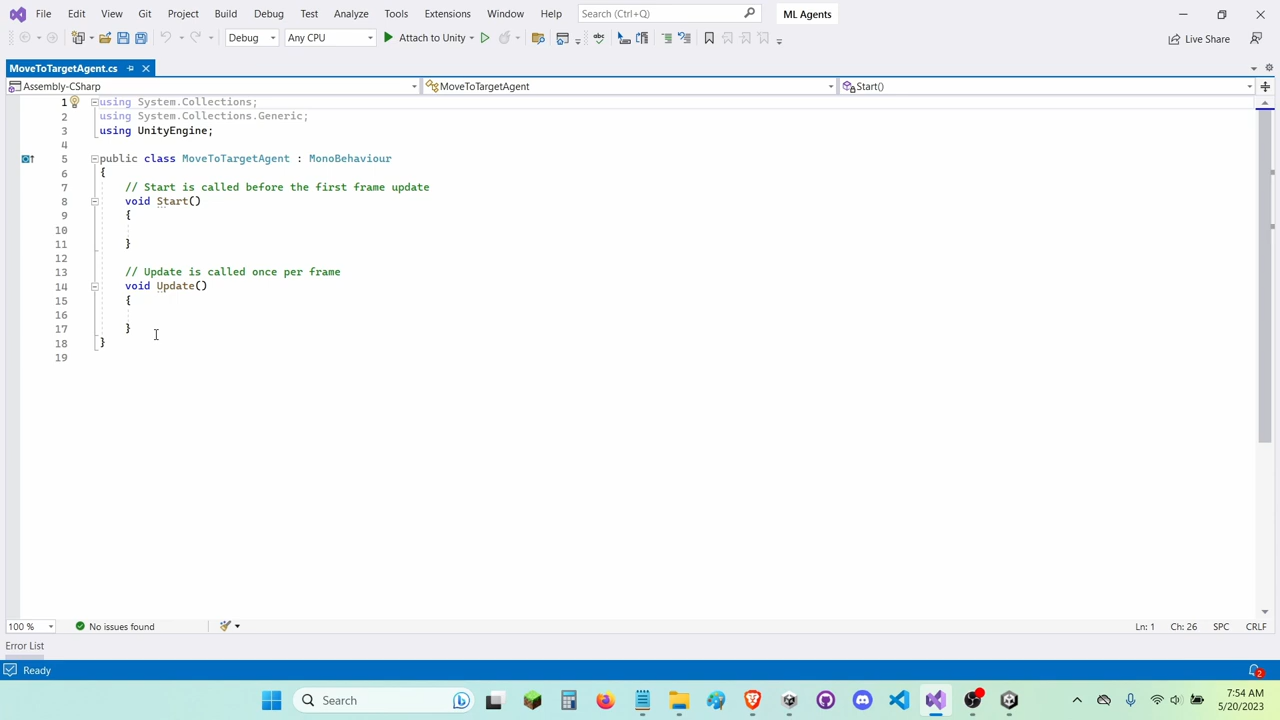 File Edit View Git Project Build Debug Test Analyze Tools Extensions Window Help Search (Ctrl+Q) ML Agents
Debug Any CPU Attach to Unity Live Share
MoveToTargetAgent.cs
Assembly-CSharp MoveToTargetAgent Start()
1 using System.Collections;
2 using System.Collections.Generic;
3 using UnityEngine;
4
5 public class MoveToTargetAgent : MonoBehaviour
6 {
7 // Start is called before the first frame update
8 void Start()
9 {
10
11 }
12
13 // Update is called once per frame
14 void Update()
15 {
16
17 }
18 }
19
100 % No issues found Ln: 1 Ch: 26 SPC CRLF
Error List
Ready 2
Search 7:54 AM
5/20/2023